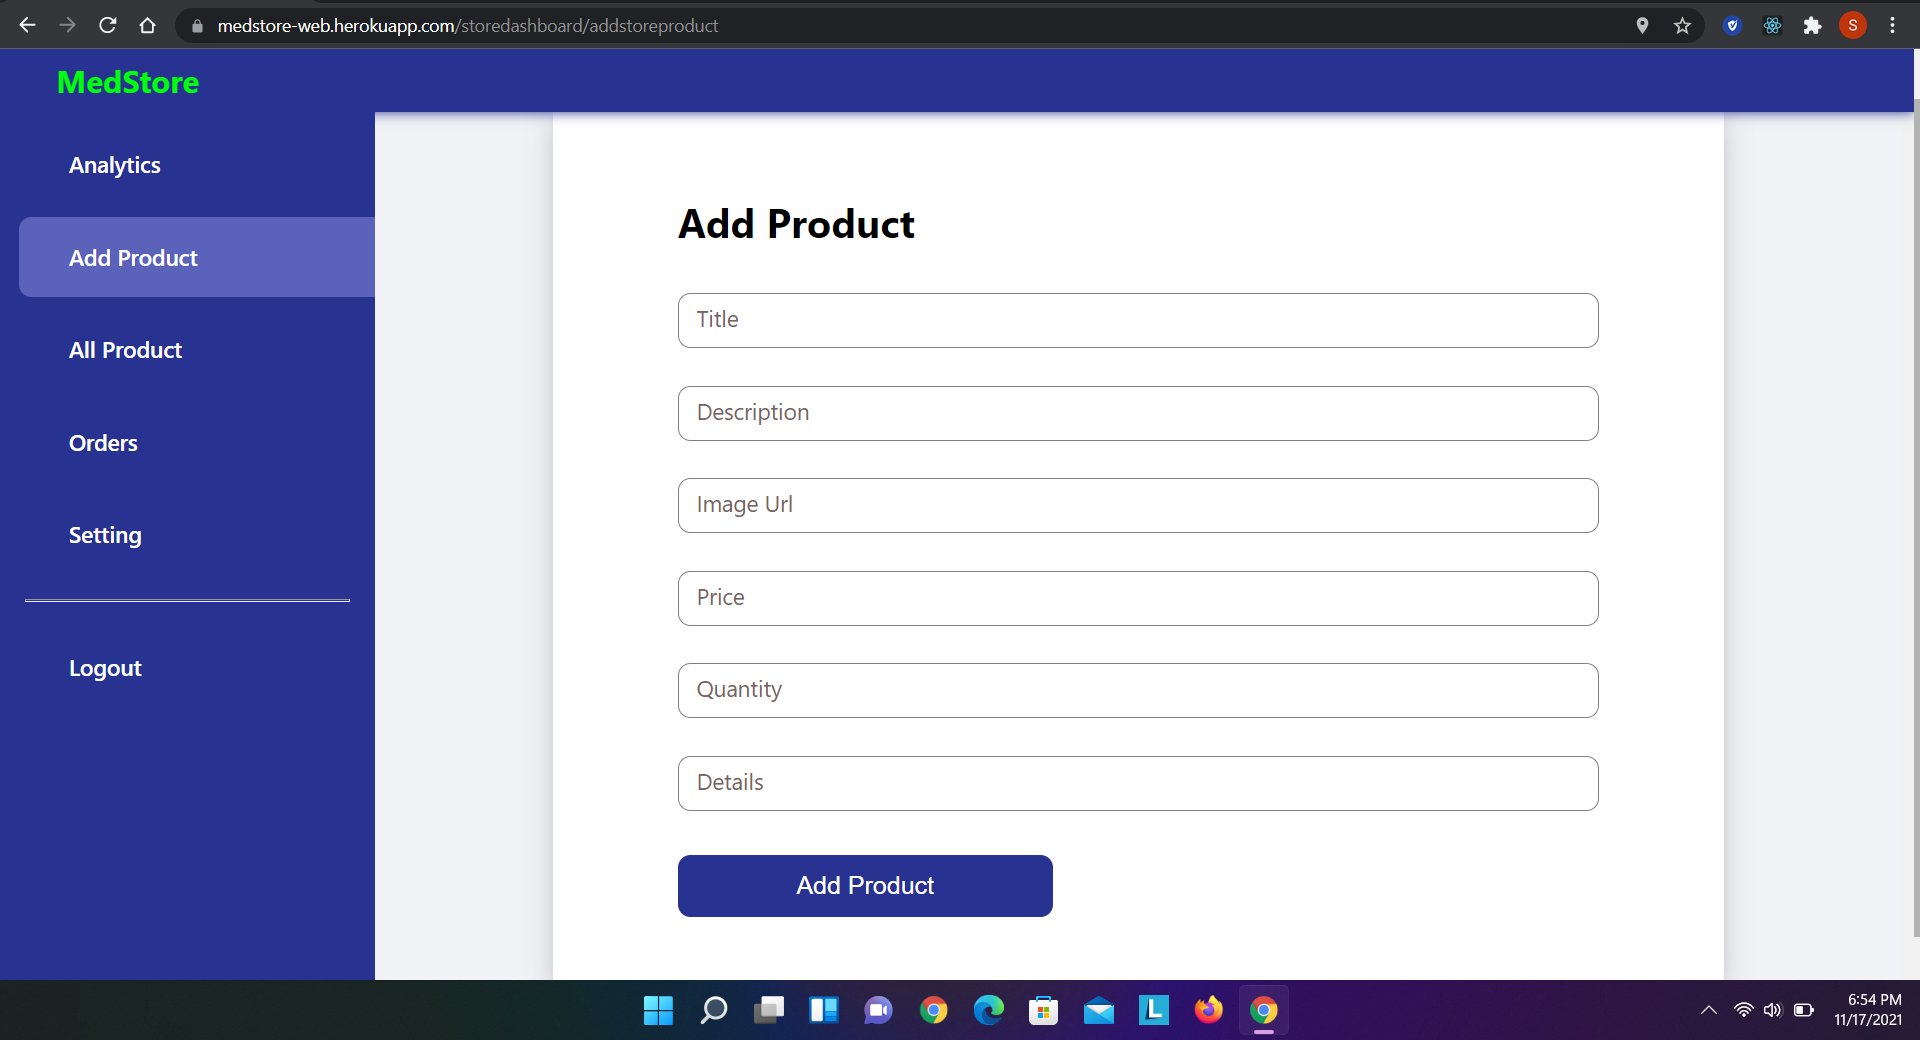 medstore-web.herokuapp.com/storedashboard/addstoreproduct
S
MedStore
Analytics
Add Product
All Product
Orders
Setting
Logout
Add Product
Title
Description
Image Url
Price
Quantity
Details
Add Product
L
6:54 PM
11/17/2021